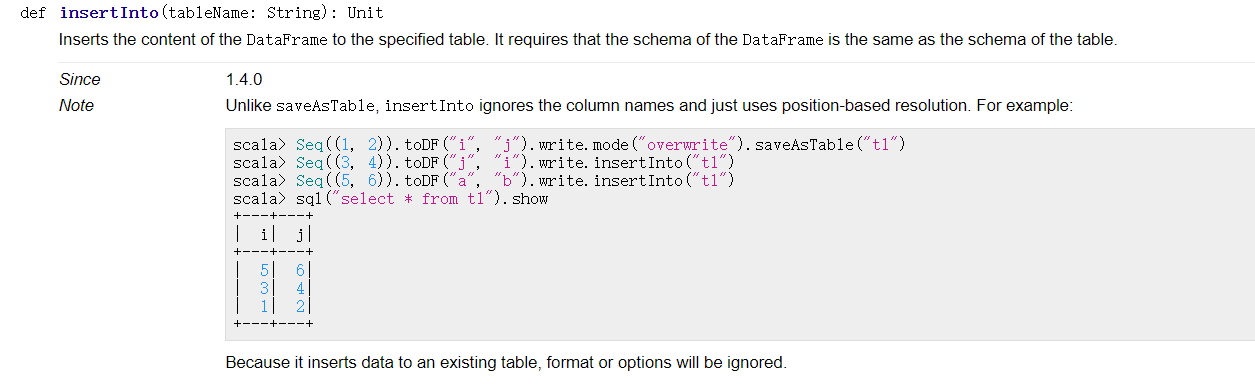 def insertInto(tableName: String): Unit
Inserts the content of the DataFrame to the specified table. It requires that the schema of the DataFrame is the same as the schema of the table.
Since 1.4.0
Note Unlike saveAsTable, insertInto ignores the column names and just uses position-based resolution. For example:
scala> Seq((1, 2)).toDF("i", "j").write.mode("overwrite").saveAsTable("t1")
scala> Seq((3, 4)).toDF("j", "i").write.insertInto("t1")
scala> Seq((5, 6)).toDF("a", "b").write.insertInto("t1")
scala> sql("select * from t1").show
+---+---+
|  i|  j|
+---+---+
|  5|  6|
|  3|  4|
|  1|  2|
+---+---+
Because it inserts data to an existing table, format or options will be ignored.